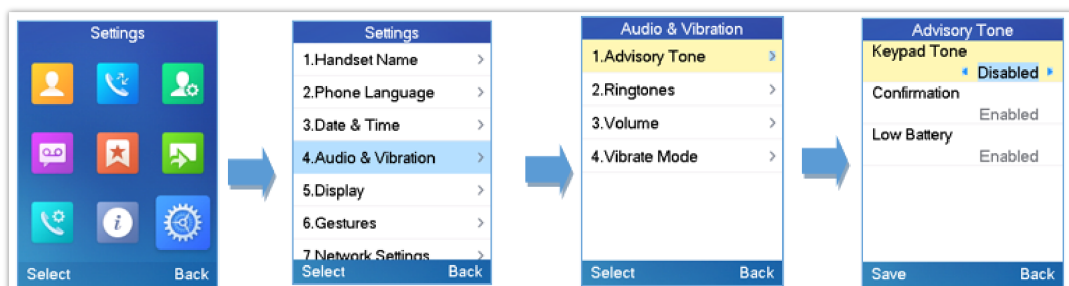 Settings
Select Back
Settings
1.Handset Name
2.Phone Language
3.Date & Time
4.Audio & Vibration
5.Display
6.Gestures
7.Network Settings
Select Back
Audio & Vibration
1.Advisory Tone
2.Ringtones
3.Volume
4.Vibrate Mode
Select Back
Advisory Tone
Keypad Tone
Disabled
Confirmation
Enabled
Low Battery
Enabled
Save Back